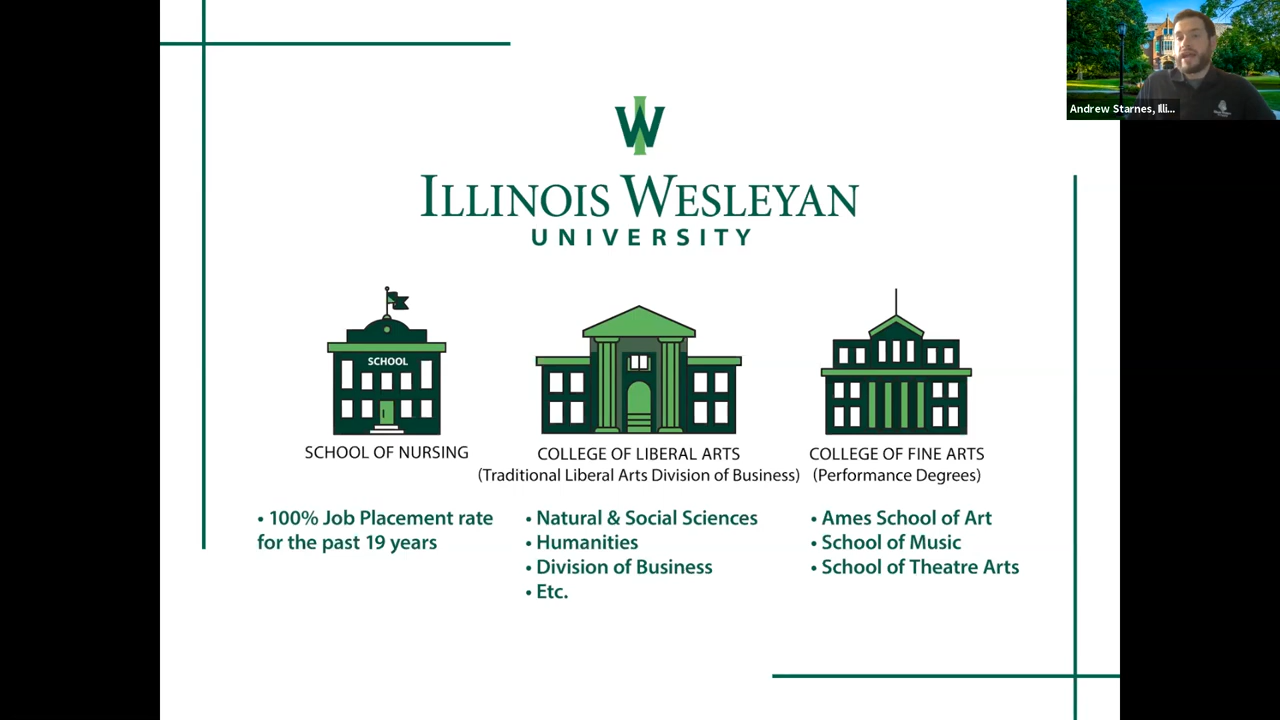 Andrew Starnes, Illi...
IW
ILLINOIS WESLEYAN
UNIVERSITY
SCHOOL
SCHOOL OF NURSING
• 100% Job Placement rate
for the past 19 years
COLLEGE OF LIBERAL ARTS
(Traditional Liberal Arts Division of Business)
• Natural & Social Sciences
• Humanities
• Division of Business
• Etc.
COLLEGE OF FINE ARTS
(Performance Degrees)
• Ames School of Art
• School of Music
• School of Theatre Arts